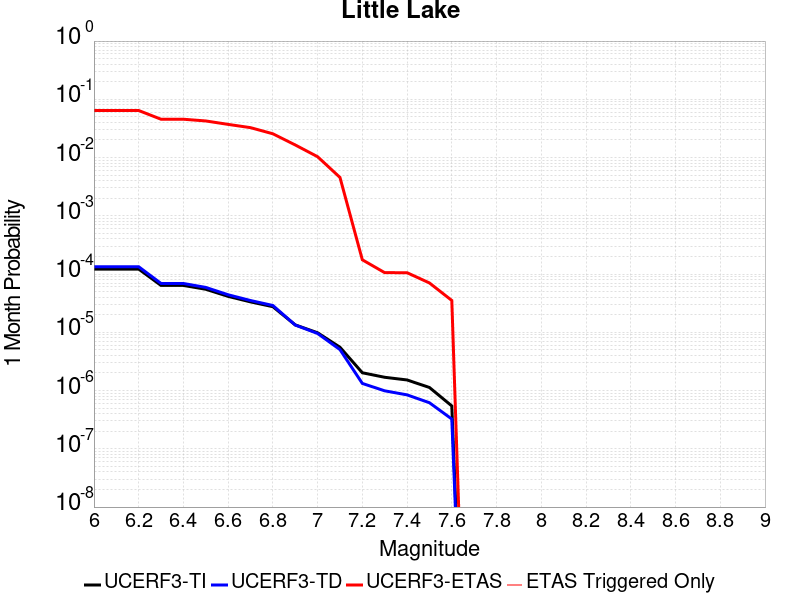 Little Lake
10^0
10^-1
10^-2
10^-3
10^-4
10^-5
10^-6
10^-7
10^-8
1 Month Probability
6 6.2 6.4 6.6 6.8 7 7.2 7.4 7.6 7.8 8 8.2 8.4 8.6 8.8 9
Magnitude
UCERF3-TI UCERF3-TD UCERF3-ETAS ETAS Triggered Only